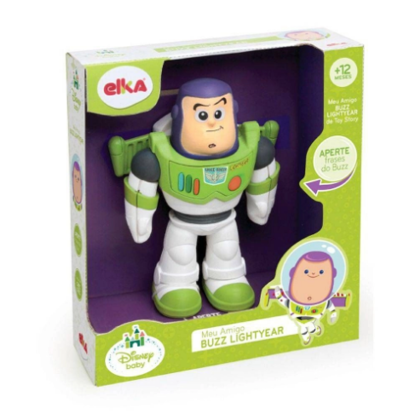 elka
+12
MESES
Meu Amigo
BUZZ
LIGHTYEAR
de Toy Story
APERTE
frases
do Buzz
Disney
baby
Meu Amigo
BUZZ LIGHTYEAR